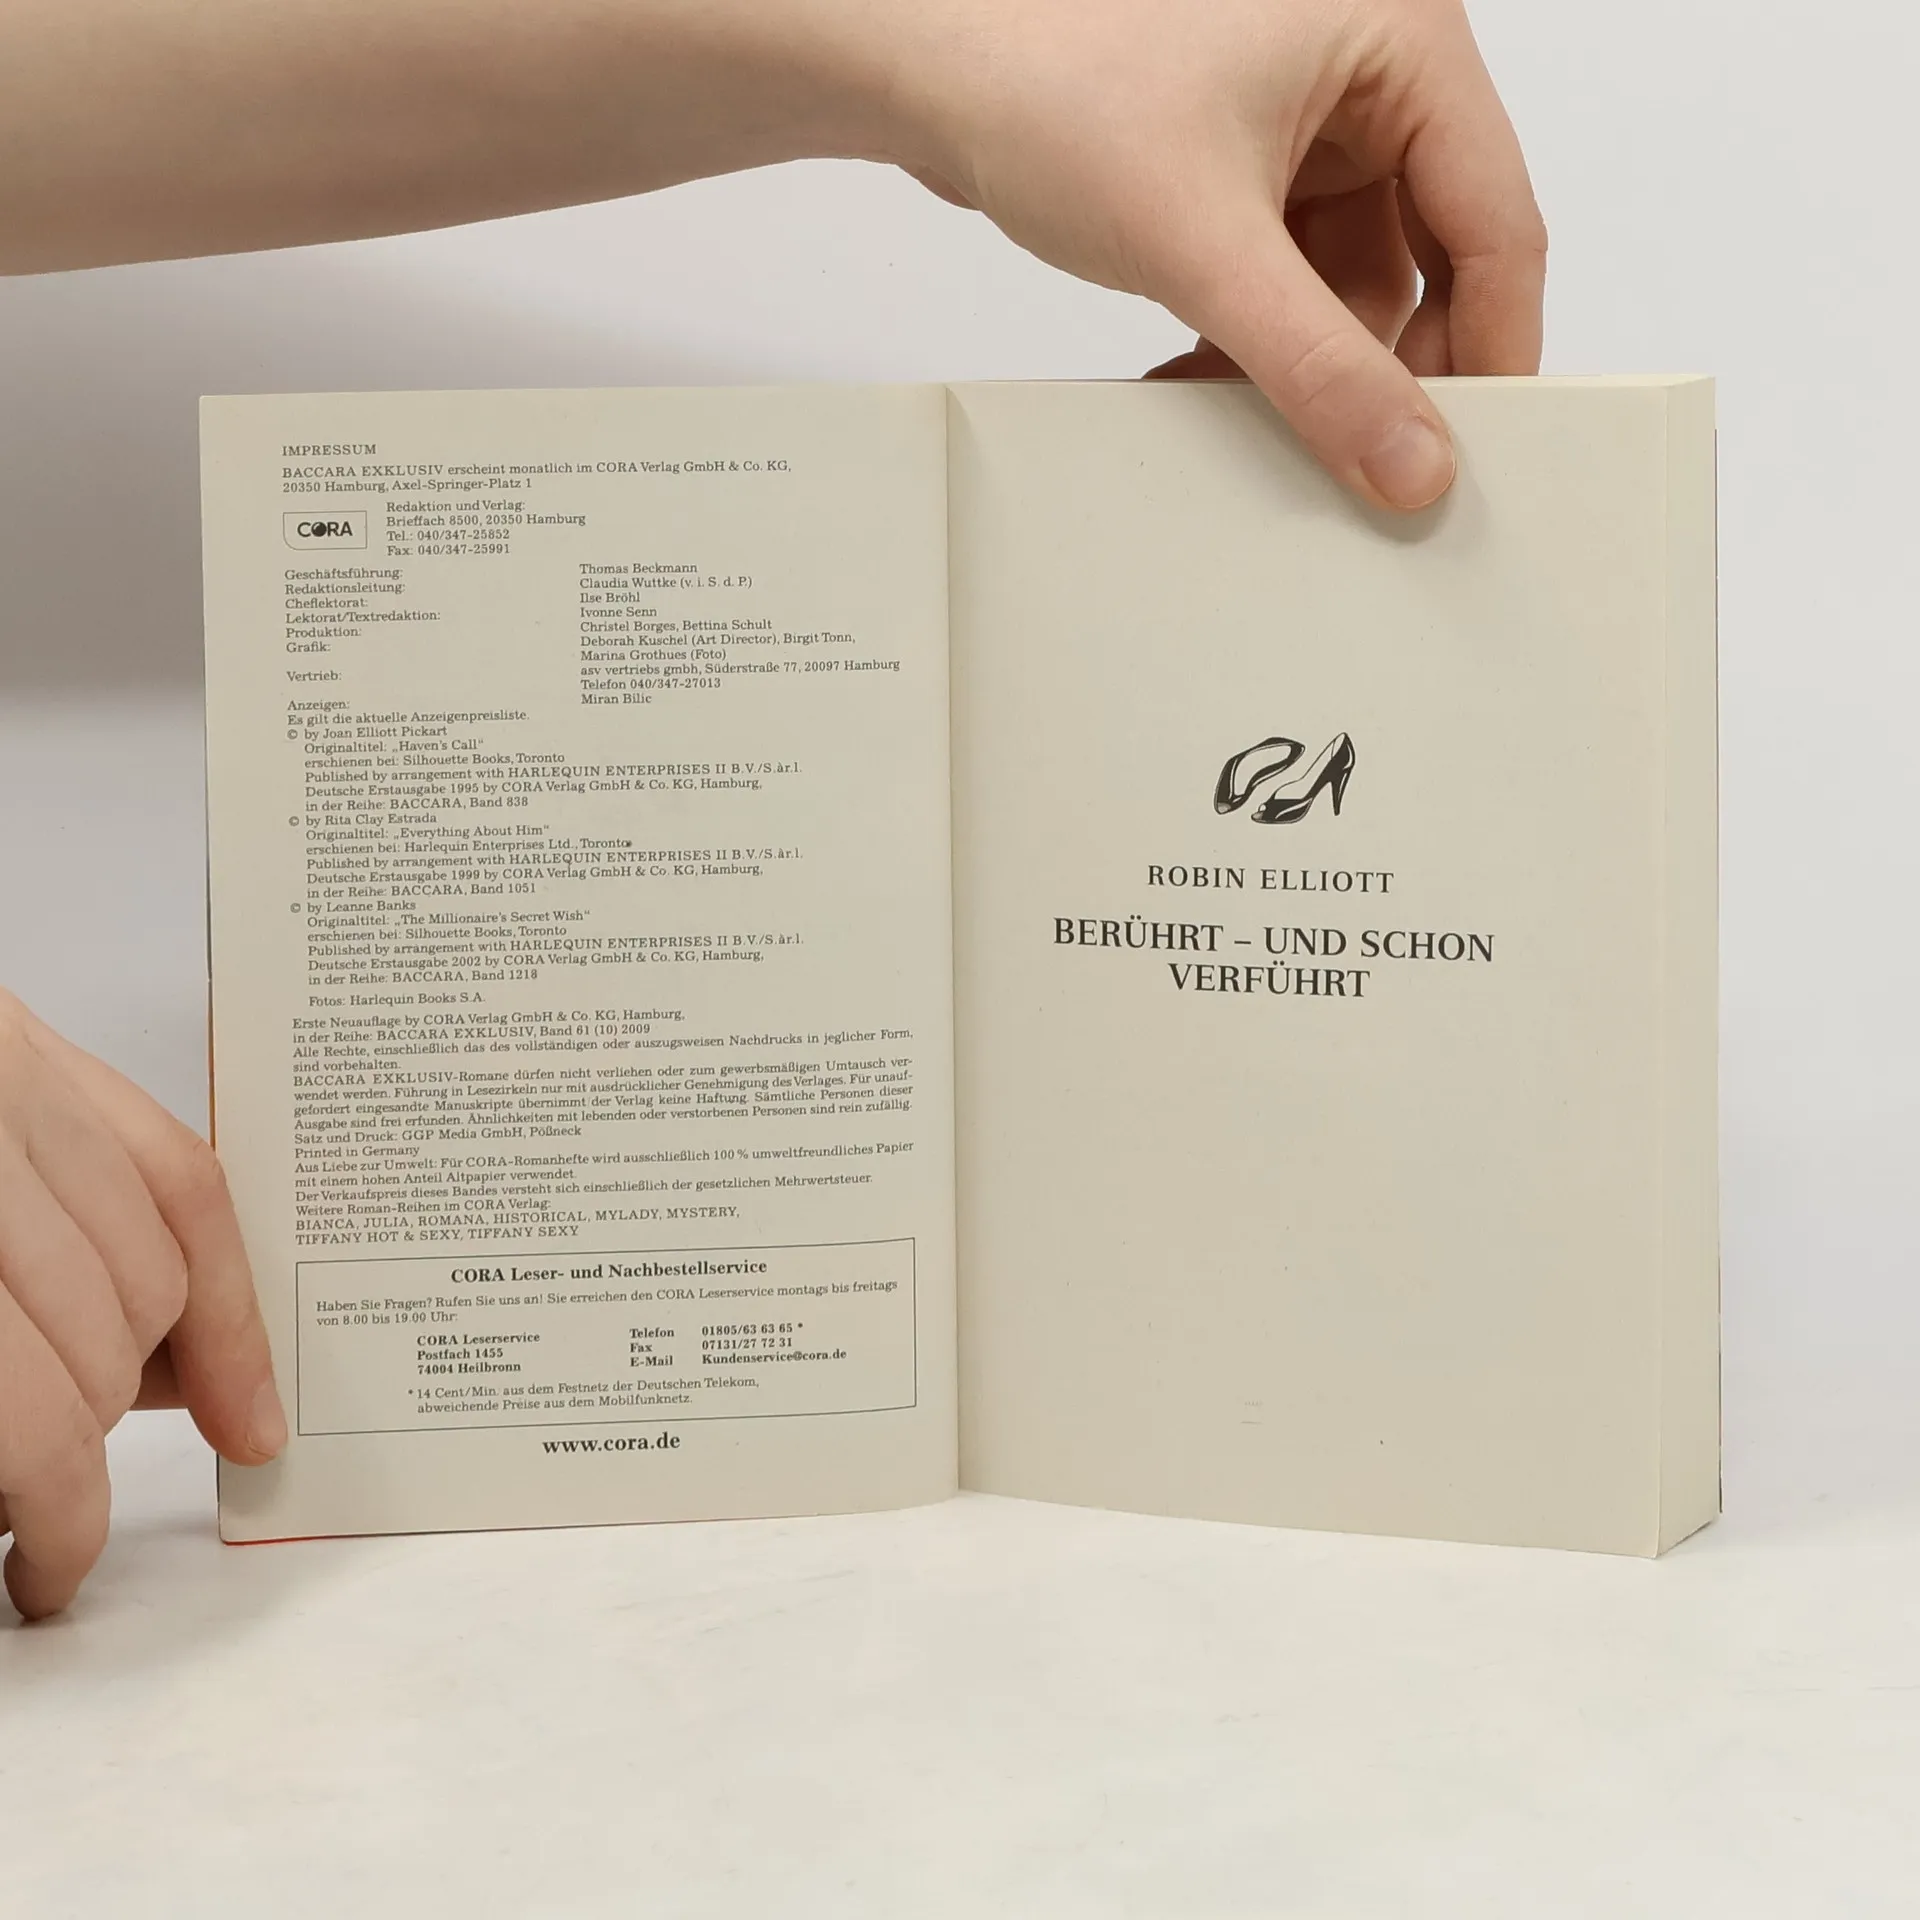 IMPRESSUM
BACCARA EXKLUSIV erscheint monatlich im CORA Verlag GmbH & Co. KG,
20350 Hamburg, Axel-Springer-Platz 1
CORA
Redaktion und Verlag:
Brieffach 8500, 20350 Hamburg
Tel.: 040/347-25852
Fax: 040/347-25991
Geschäftsführung: Thomas Beckmann
Redaktionsleitung: Claudia Wuttke (v. i. S. d. P.)
Cheflektorat: Ilse Bröhl
Lektorat/Textredaktion: Ivonne Senn
Produktion: Christel Borges, Bettina Schult
Grafik: Deborah Kuschel (Art Director), Birgit Tonn,
Marina Grothues (Foto)
Vertrieb: asv vertriebs gmbh, Süderstraße 77, 20097 Hamburg
Telefon 040/347-27013
Anzeigen: Miran Bilic
Es gilt die aktuelle Anzeigenpreisliste.
© by Joan Elliott Pickart
Originaltitel: „Haven's Call“
erschienen bei: Silhouette Books, Toronto
Published by arrangement with HARLEQUIN ENTERPRISES II B.V./S.àr.l.
Deutsche Erstausgabe 1995 by CORA Verlag GmbH & Co. KG, Hamburg,
in der Reihe: BACCARA, Band 838
© by Rita Clay Estrada
Originaltitel: „Everything About Him“
erschienen bei: Harlequin Enterprises Ltd., Toronto
Published by arrangement with HARLEQUIN ENTERPRISES II B.V./S.àr.l.
Deutsche Erstausgabe 1999 by CORA Verlag GmbH & Co. KG, Hamburg,
in der Reihe: BACCARA, Band 1051
© by Leanne Banks
Originaltitel: „The Millionaire's Secret Wish“
erschienen bei: Silhouette Books, Toronto
Published by arrangement with HARLEQUIN ENTERPRISES II B.V./S.àr.l.
Deutsche Erstausgabe 2002 by CORA Verlag GmbH & Co. KG, Hamburg,
in der Reihe: BACCARA, Band 1218
Fotos: Harlequin Books S.A.
Erste Neuauflage by CORA Verlag GmbH & Co. KG, Hamburg,
in der Reihe: BACCARA EXKLUSIV, Band 61 (10) 2009
Alle Rechte, einschließlich das des vollständigen oder auszugsweisen Nachdrucks in jeglicher Form,
sind vorbehalten.
BACCARA EXKLUSIV-Romane dürfen nicht verliehen oder zum gewerbsmäßigen Umtausch ver-
wendet werden. Führung in Lesezirkeln nur mit ausdrücklicher Genehmigung des Verlages. Für unauf-
gefordert eingesandte Manuskripte übernimmt der Verlag keine Haftung. Sämtliche Personen dieser
Ausgabe sind frei erfunden. Ähnlichkeiten mit lebenden oder verstorbenen Personen sind rein zufällig.
Satz und Druck: GGP Media GmbH, Pößneck
Printed in Germany
Aus Liebe zur Umwelt: Für CORA-Romanhefte wird ausschließlich 100 % umweltfreundliches Papier
mit einem hohen Anteil Altpapier verwendet.
Der Verkaufspreis dieses Bandes versteht sich einschließlich der gesetzlichen Mehrwertsteuer.
Weitere Roman-Reihen im CORA Verlag:
BIANCA, JULIA, ROMANA, HISTORICAL, MYLADY, MYSTERY,
TIFFANY HOT & SEXY, TIFFANY SEXY
CORA Leser- und Nachbestellservice
Haben Sie Fragen? Rufen Sie uns an! Sie erreichen den CORA Leserservice montags bis freitags
von 8.00 bis 19.00 Uhr:
CORA Leserservice Telefon 01805/63 63 65 *
Postfach 1455 Fax 07131/27 72 31
74004 Heilbronn E-Mail Kundenservice@cora.de
* 14 Cent/Min. aus dem Festnetz der Deutschen Telekom,
abweichende Preise aus dem Mobilfunknetz.
www.cora.de
ROBIN ELLIOTT
BERÜHRT – UND SCHON
VERFÜHRT